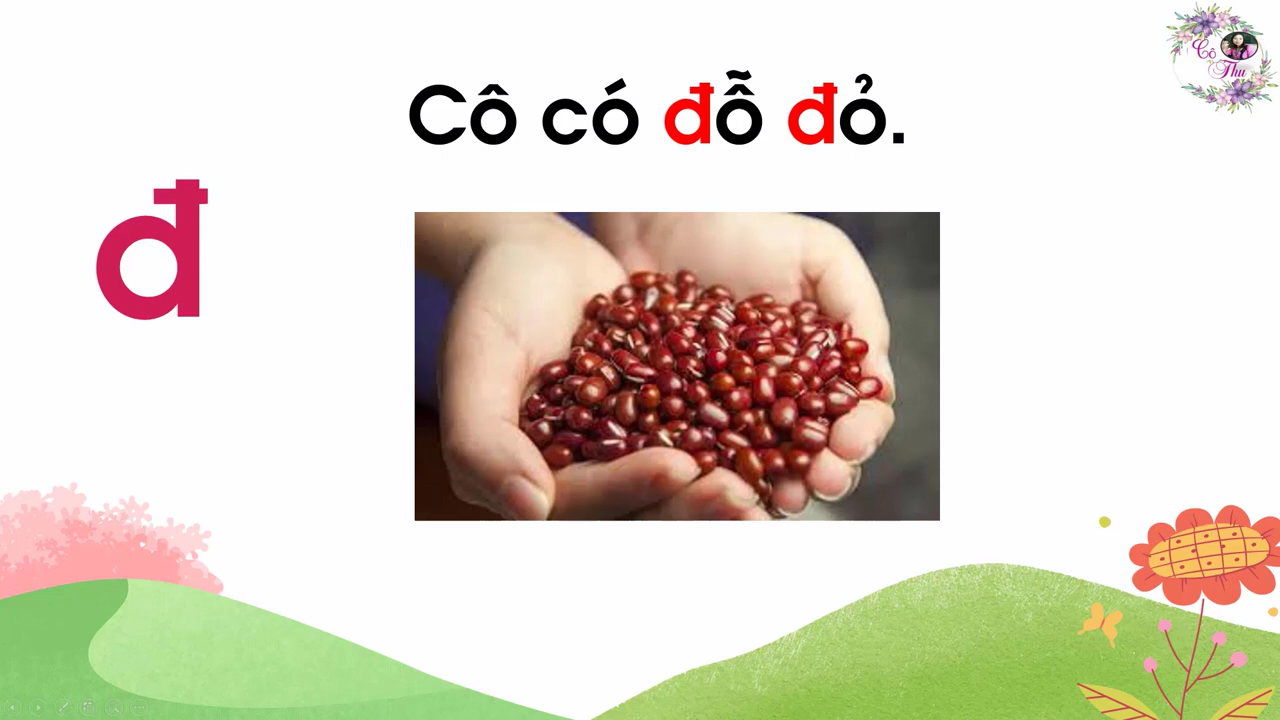 Cô Thu
Cô có đỗ đỏ.
đ